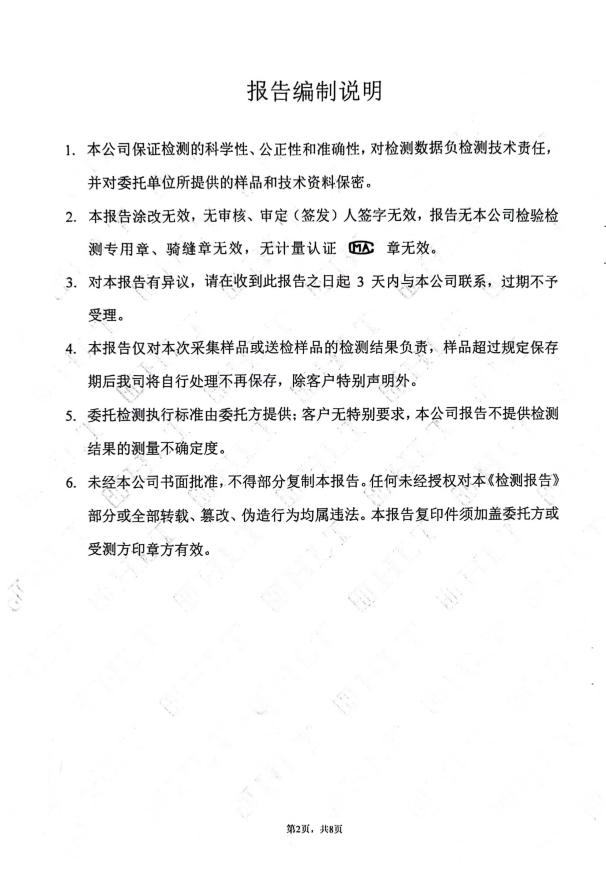 报告编制说明
1. 本公司保证检测的科学性、公正性和准确性，对检测数据负检测技术责任，
并对委托单位所提供的样品和技术资料保密。
2. 本报告涂改无效，无审核、审定（签发）人签字无效，报告无本公司检验检
测专用章、骑缝章无效，无计量认证 MA 章无效。
3. 对本报告有异议，请在收到此报告之日起 3 天内与本公司联系，过期不予
受理。
4. 本报告仅对本次采集样品或送检样品的检测结果负责，样品超过规定保存
期后我司将自行处理不再保存，除客户特别声明外。
5. 委托检测执行标准由委托方提供；客户无特别要求，本公司报告不提供检测
结果的测量不确定度。
6. 未经本公司书面批准，不得部分复制本报告。任何未经授权对本《检测报告》
部分或全部转载、篡改、伪造行为均属违法。本报告复印件须加盖委托方或
受测方印章方有效。
第2页，共8页